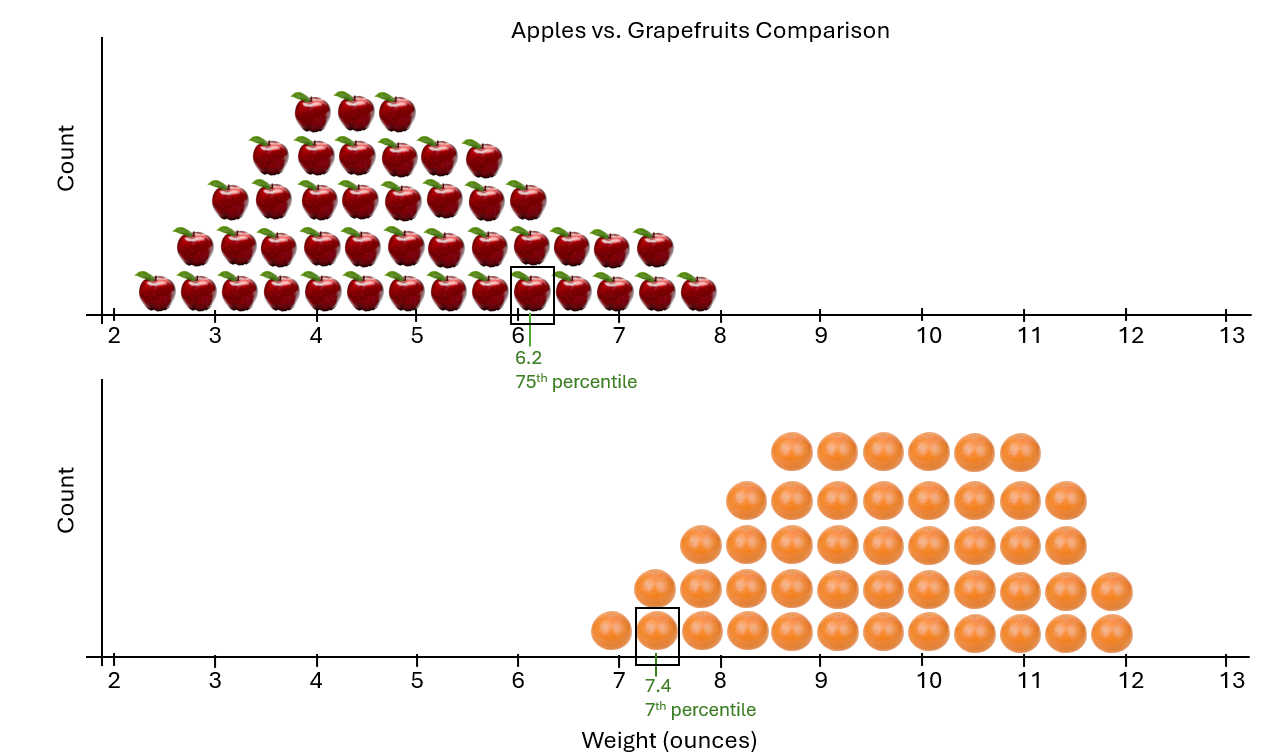 Apples vs. Grapefruits Comparison
Count
2 3 4 5 6 7 8 9 10 11 12 13
6.2
75th percentile
Count
2 3 4 5 6 7 8 9 10 11 12 13
7.4
7th percentile
Weight (ounces)